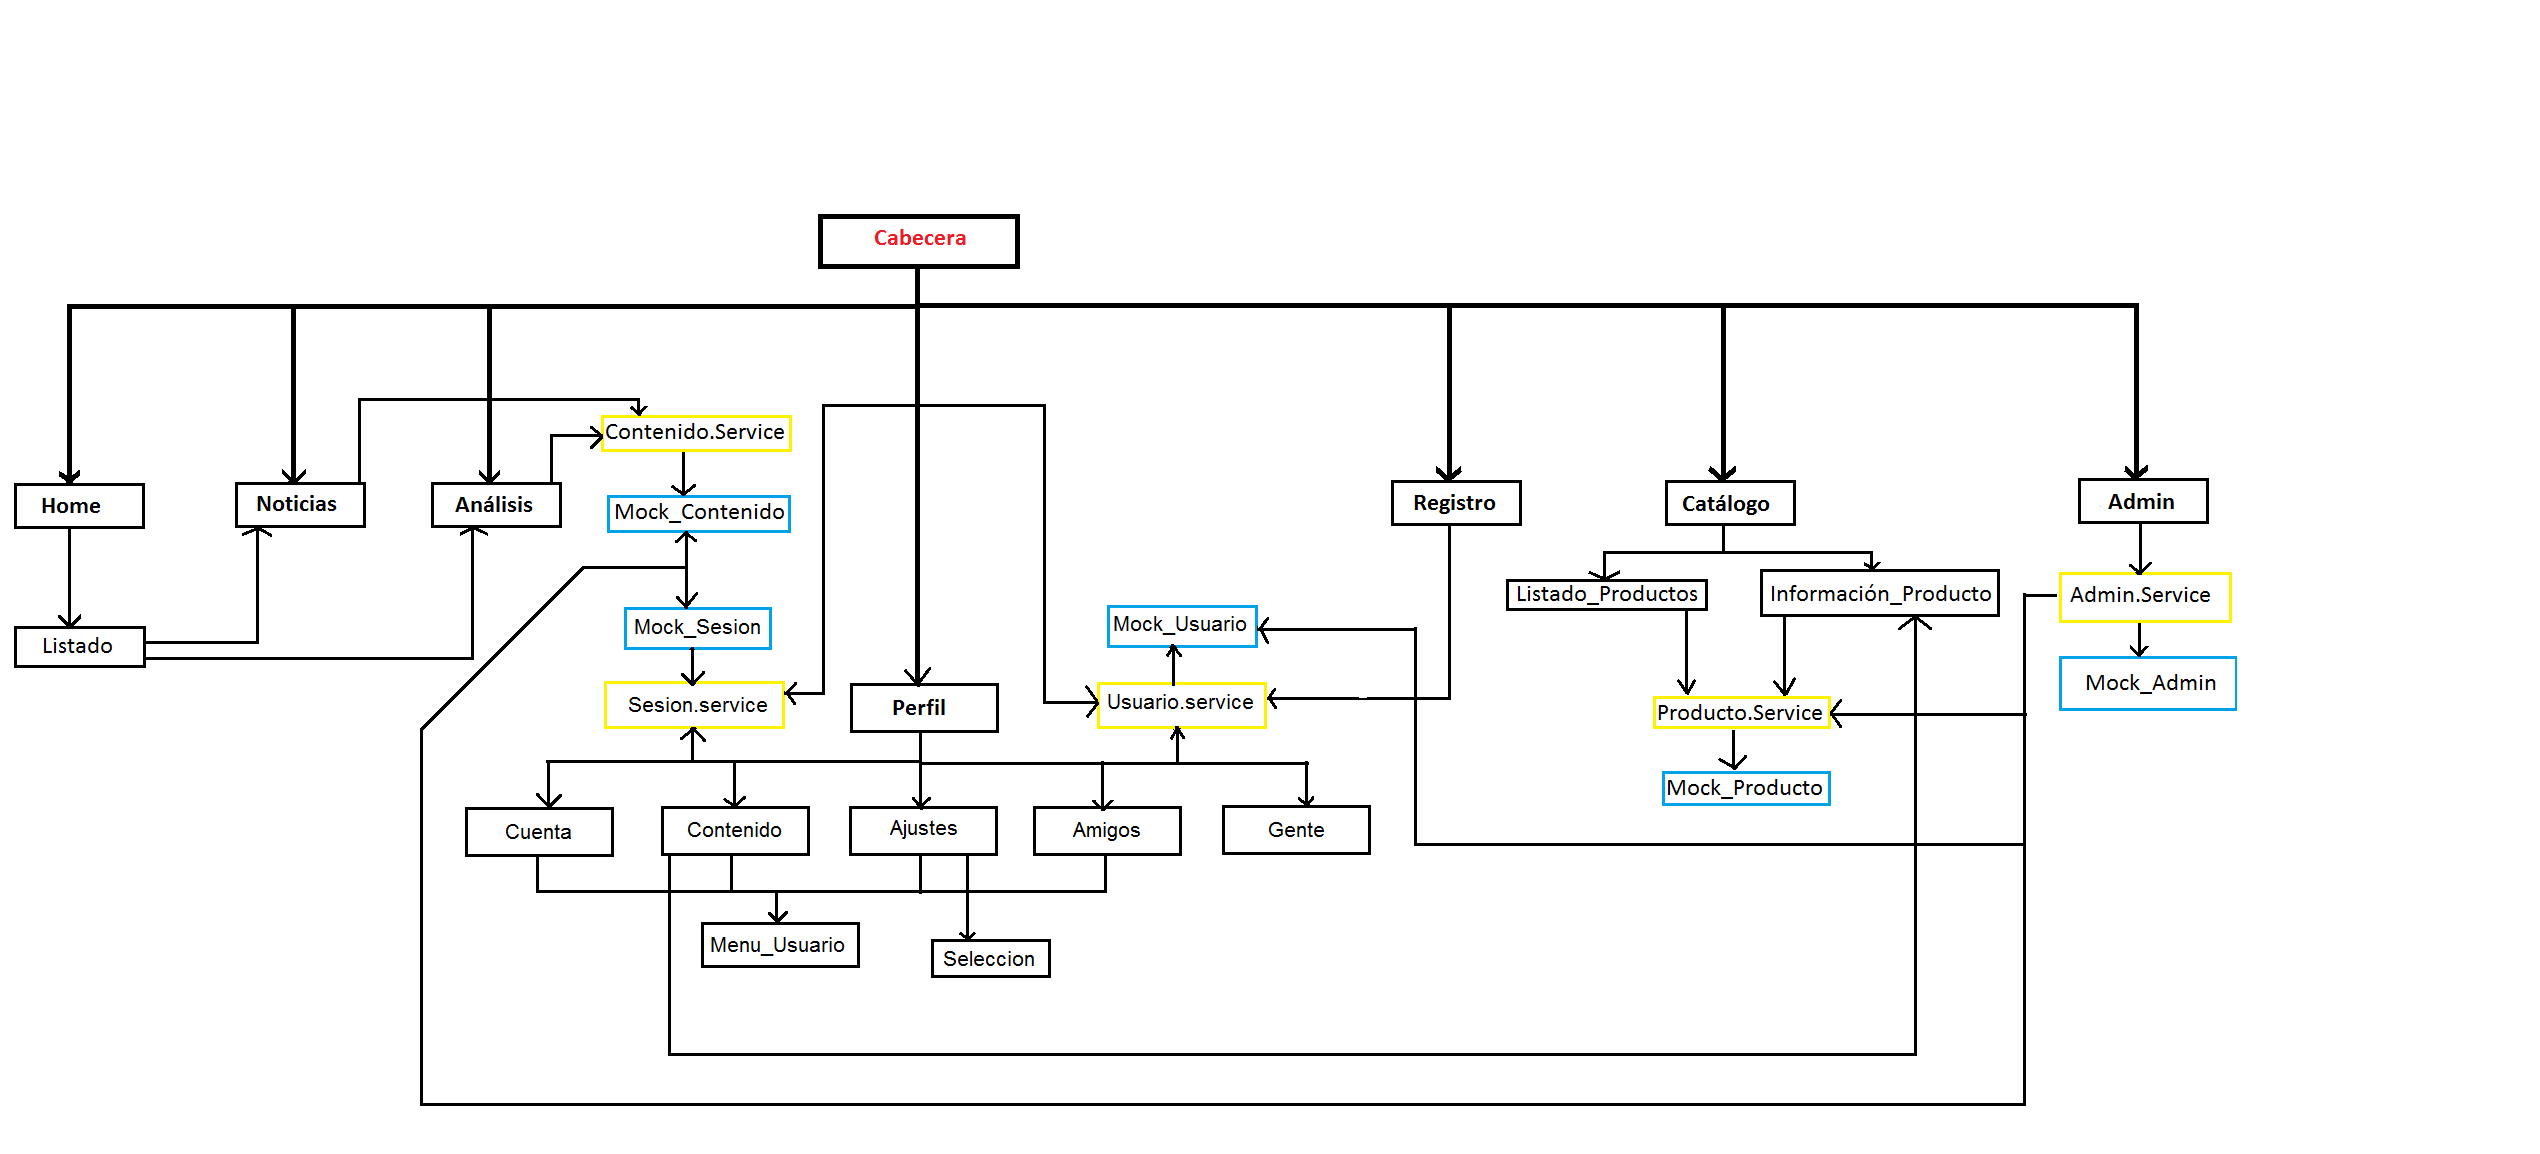 Cabecera
Contenido.Service
Home
Noticias
Análisis
Mock_Contenido
Registro
Catálogo
Admin
Listado_Productos
Información_Producto
Admin.Service
Listado
Mock_Sesion
Mock_Usuario
Sesion.service
Perfil
Usuario.service
Producto.Service
Mock_Admin
Mock_Producto
Cuenta
Contenido
Ajustes
Amigos
Gente
Menu_Usuario
Seleccion